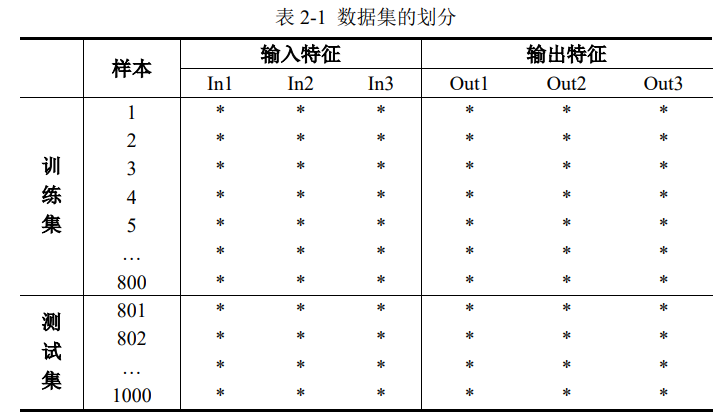 表 2-1 数据集的划分
样本 输入特征 输出特征
In1 In2 In3 Out1 Out2 Out3
训练集
1 * * * * * *
2 * * * * * *
3 * * * * * *
4 * * * * * *
5 * * * * * *
… * * * * * *
800 * * * * * *
测试集
801 * * * * * *
802 * * * * * *
… * * * * * *
1000 * * * * * *